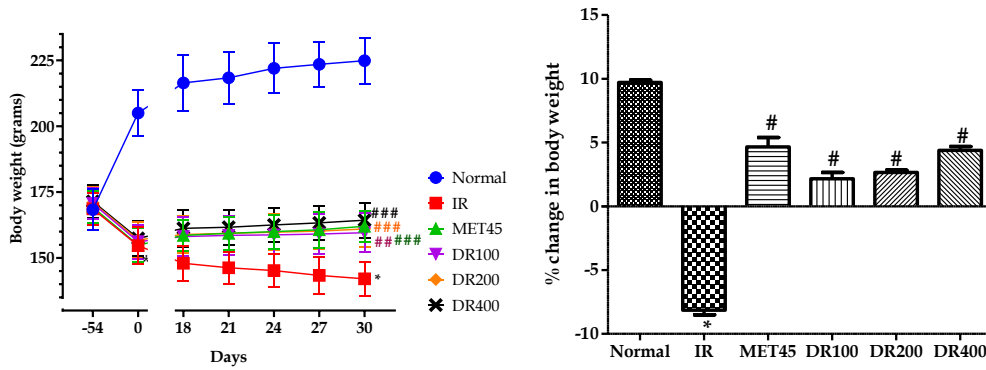 Body weight (grams)
225
200
175
150
-54
0
18
21
24
27
30
Days
*
###
###
##
###
*
Normal
IR
MET45
DR100
DR200
DR400
% change in body weight
15
10
5
0
-5
-10
#
#
#
#
*
Normal
IR
MET45
DR100
DR200
DR400